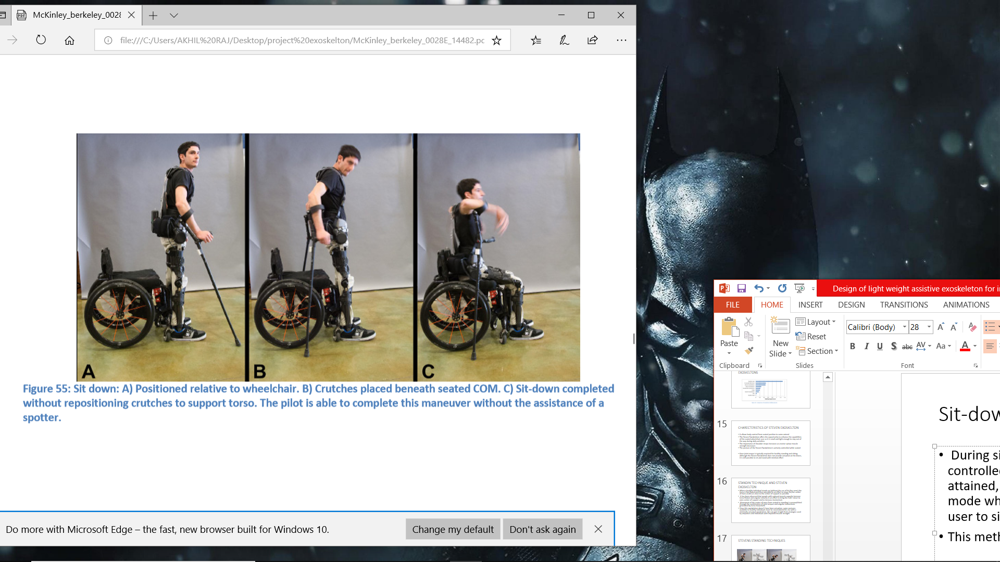 McKinley_berkeley_0028
file:///C:/Users/AKHIL%20RAJ/Desktop/project%20exoskelton/McKinley_berkeley_0028E_14482.pc
A
B
C
Figure 55: Sit down: A) Positioned relative to wheelchair. B) Crutches placed beneath seated COM. C) Sit-down completed
without repositioning crutches to support torso. The pilot is able to complete this maneuver without the assistance of a
spotter.
Do more with Microsoft Edge – the fast, new browser built for Windows 10.
Change my default
Don't ask again
Design of light weight assistive exoskeleton for i
FILE
HOME
INSERT
DESIGN
TRANSITIONS
ANIMATIONS
Paste
New
Slide
Layout
Reset
Section
Calibri (Body)
28
B I U S abc AV Aa A
Clipboard
Slides
Font
EXOSKELTONS
15
CHARECTERISTICS OF STEVEN EXOSKELTON
16
STANDIN TECHNIQUE AND STEVEN
EXOSKELTON
17
STEVENS STANDING TECHNIQUES
Sit-dow
• During si
controlle
attained,
mode wh
user to si
• This meth